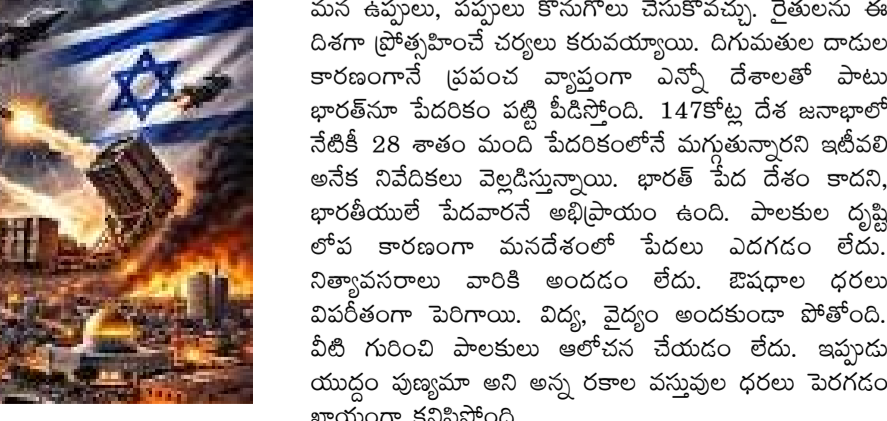 మన ఉప్పులు, పప్పులు కొనుగోలు చేసుకోవచ్చు. రైతులను ఈ
దిశగా ప్రోత్సహించే చర్యలు కరువయ్యాయి. దిగుమతుల దాడుల
కారణంగానే ప్రపంచ వ్యాప్తంగా ఎన్నో దేశాలతో పాటు
భారత్‌నూ పేదరికం పట్టి పీడిస్తోంది. 147కోట్ల దేశ జనాభాలో
నేటికీ 28 శాతం మంది పేదరికంలోనే మగ్గుతున్నారని ఇటీవలి
అనేక నివేదికలు వెల్లడిస్తున్నాయి. భారత్ పేద దేశం కాదని,
భారతీయులే పేదవారనే అభిప్రాయం ఉంది. పాలకుల దృష్టి
లోప కారణంగా మనదేశంలో పేదలు ఎదగడం లేదు.
నిత్యావసరాలు వారికి అందడం లేదు. ఔషధాల ధరలు
విపరీతంగా పెరిగాయి. విద్య, వైద్యం అందకుండా పోతోంది.
వీటి గురించి పాలకులు ఆలోచన చేయడం లేదు. ఇప్పుడు
యుద్దం పుణ్యమా అని అన్న రకాల వస్తువుల ధరలు పెరగడం
ఖాయంగా కనిపిస్తోంది.